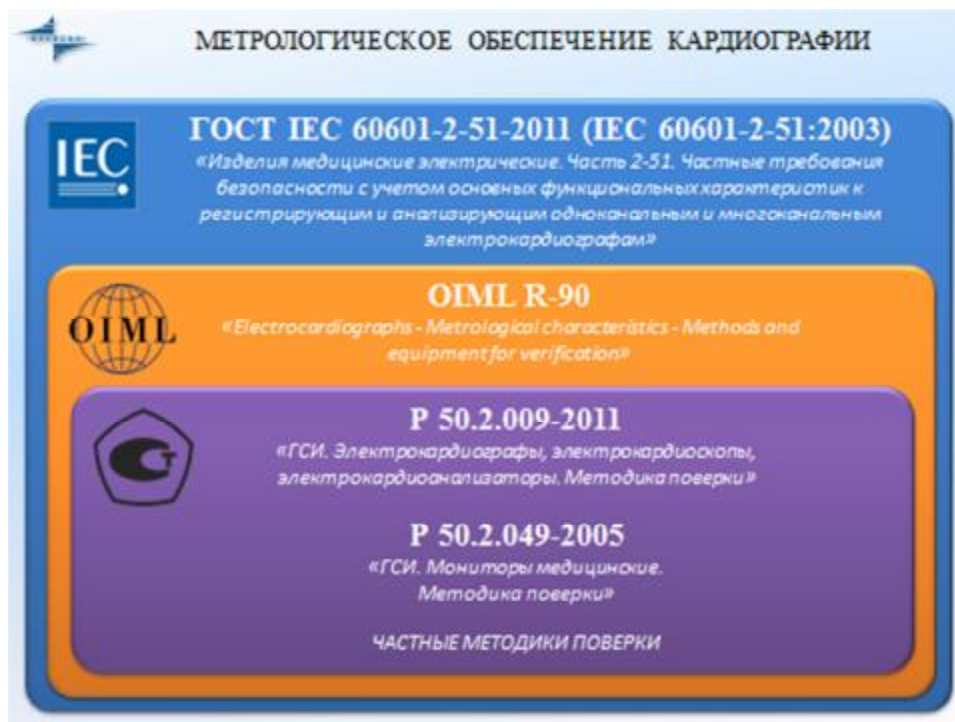 МЕТРОЛОГИЧЕСКОЕ ОБЕСПЕЧЕНИЕ КАРДИОГРАФИИ
IEC
ГОСТ IEC 60601-2-51-2011 (IEC 60601-2-51:2003)
«Изделия медицинские электрические. Часть 2-51. Частные требования
безопасности с учетом основных функциональных характеристик к
регистрирующим и анализирующим одноканальным и многоканальным
электрокардиографам»
OIML
OIML R-90
«Electrocardiographs - Metrological characteristics - Methods and
equipment for verification»
Р 50.2.009-2011
«ГСИ. Электрокардиографы, электрокардиоскопы,
электрокардиоанализаторы. Методика поверки»
Р 50.2.049-2005
«ГСИ. Мониторы медицинские.
Методика поверки»
ЧАСТНЫЕ МЕТОДИКИ ПОВЕРКИ